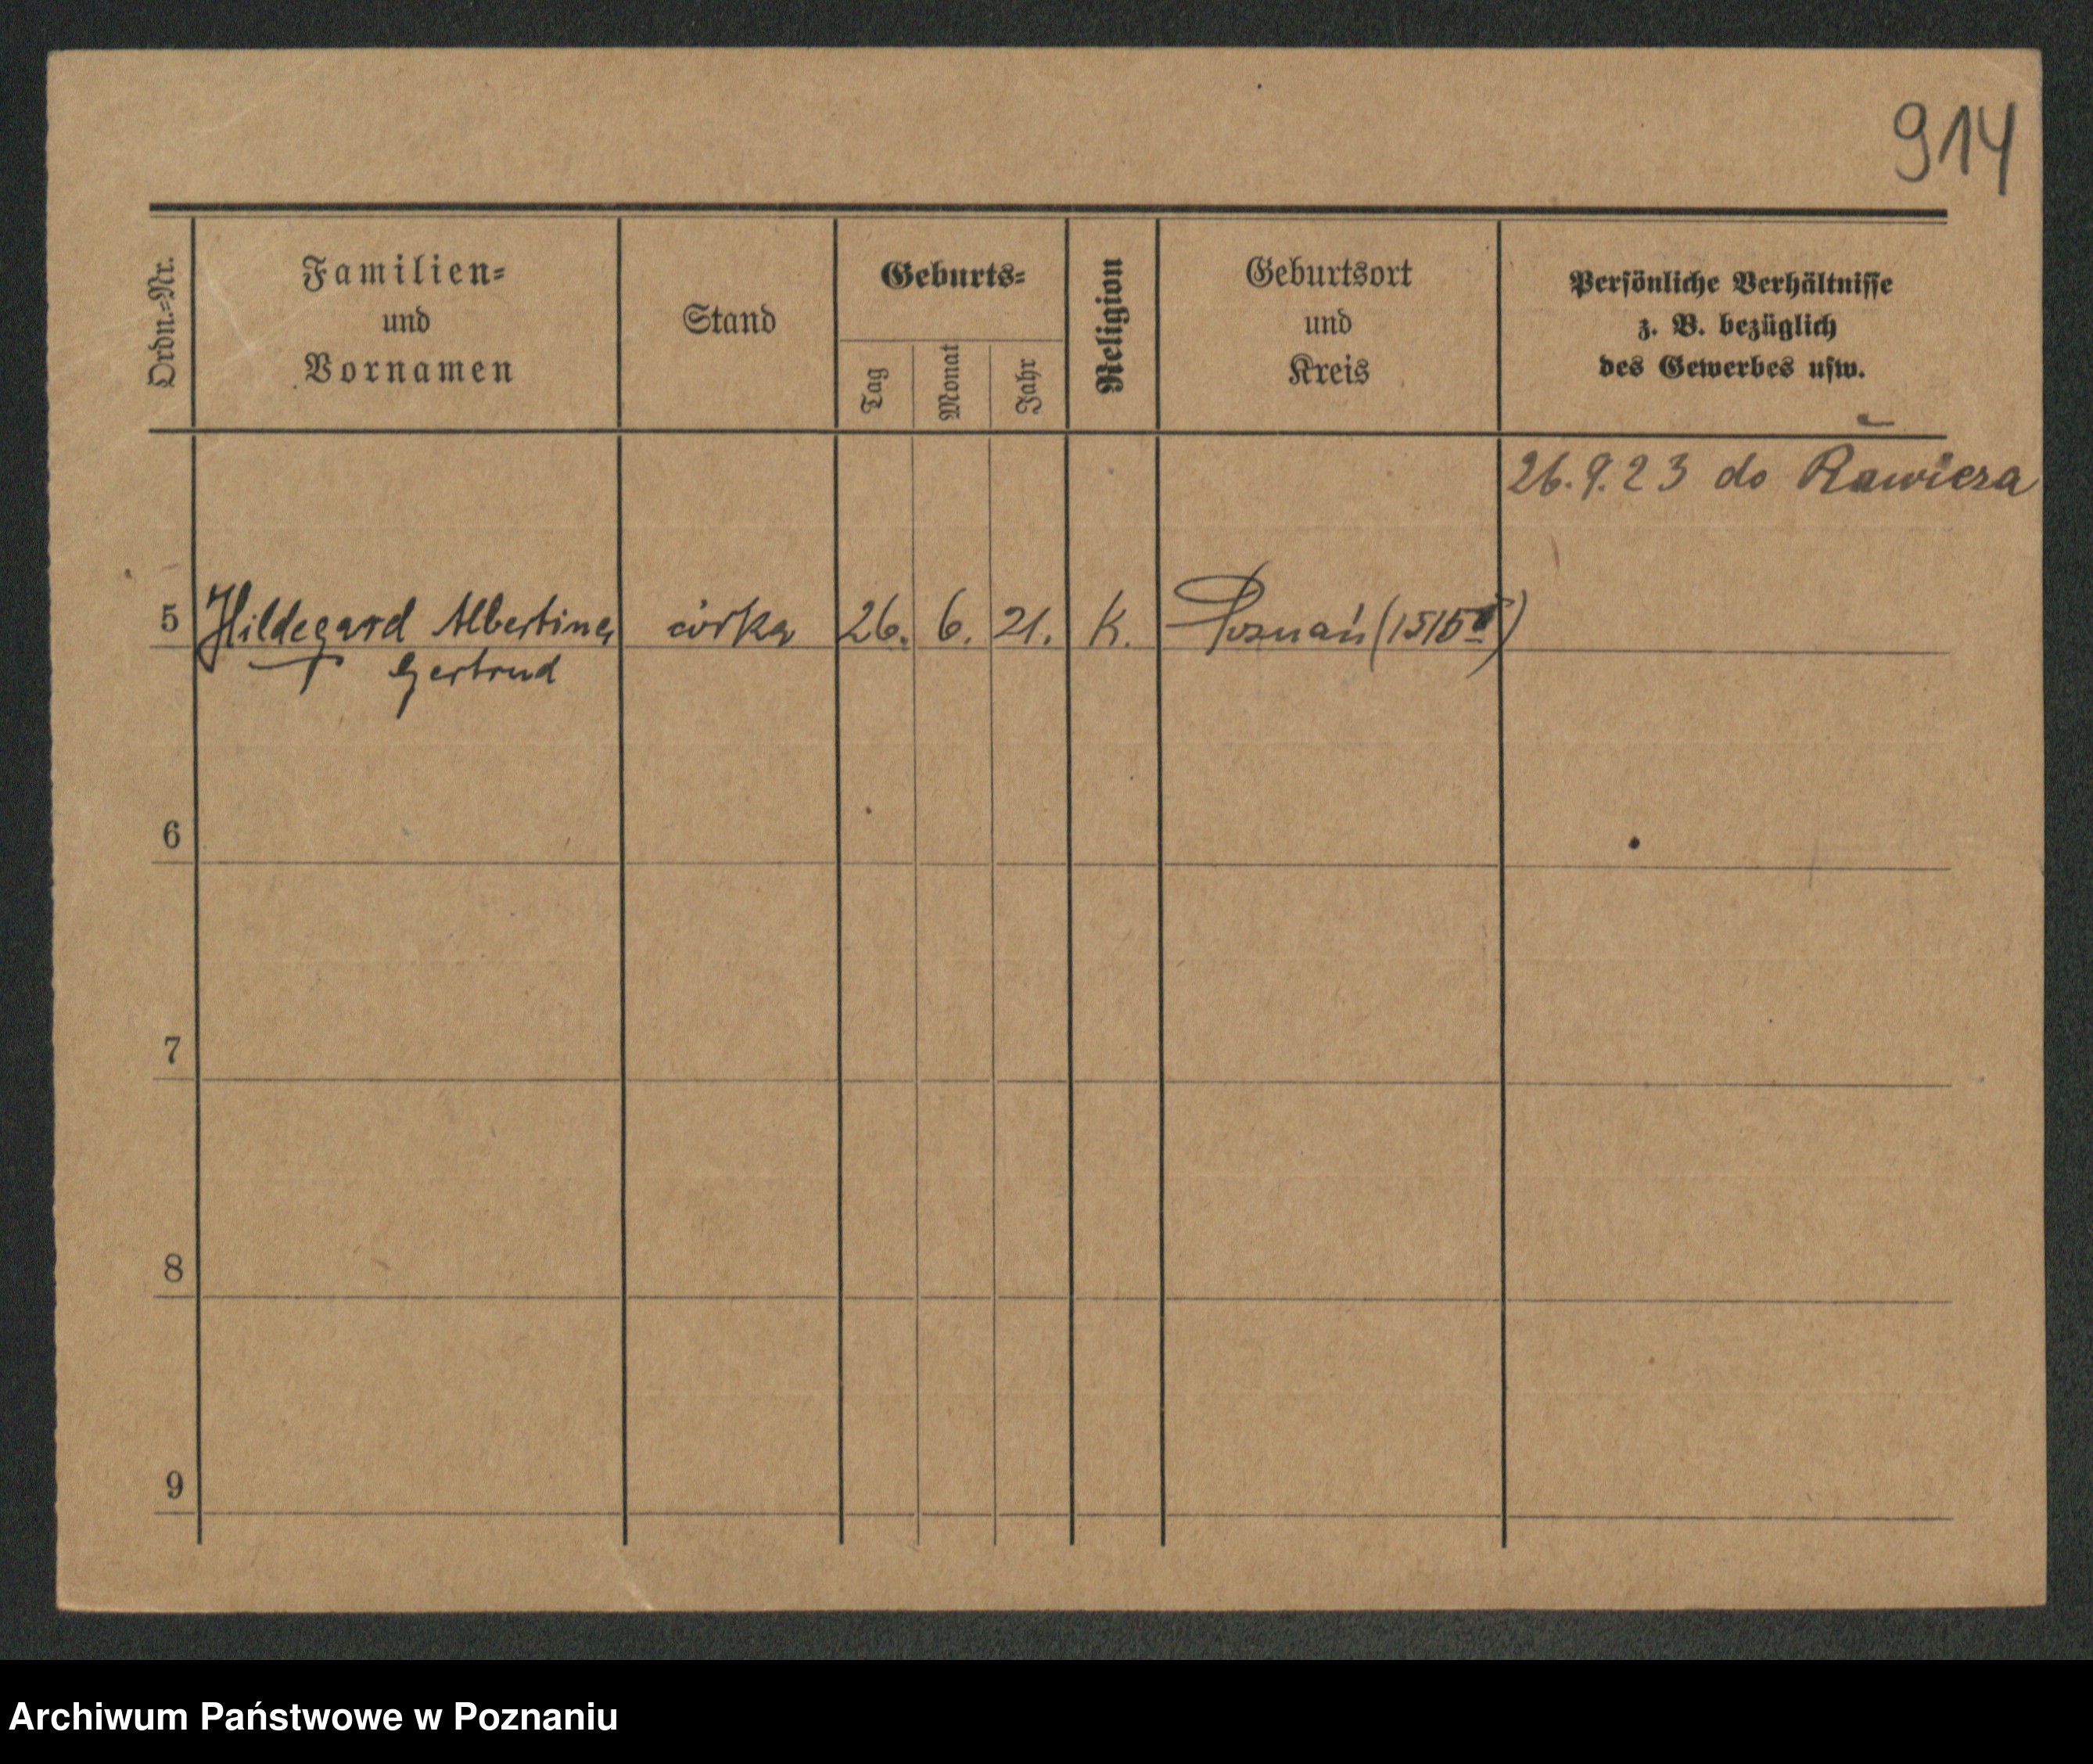 914
Ordn.-Nr.
Familien-
und
Vornamen
Stand
Geburts-
Tag
Monat
Jahr
Religion
Geburtsort
und
Kreis
Persönliche Verhältnisse
z. B. bezüglich
des Gewerbes usw.
26.9.23 do Rawicza
5 Hildegard Albertina córka 26. 6. 21. K. Poznań
Gertrud
6
7
8
9
Archiwum Państwowe w Poznaniu